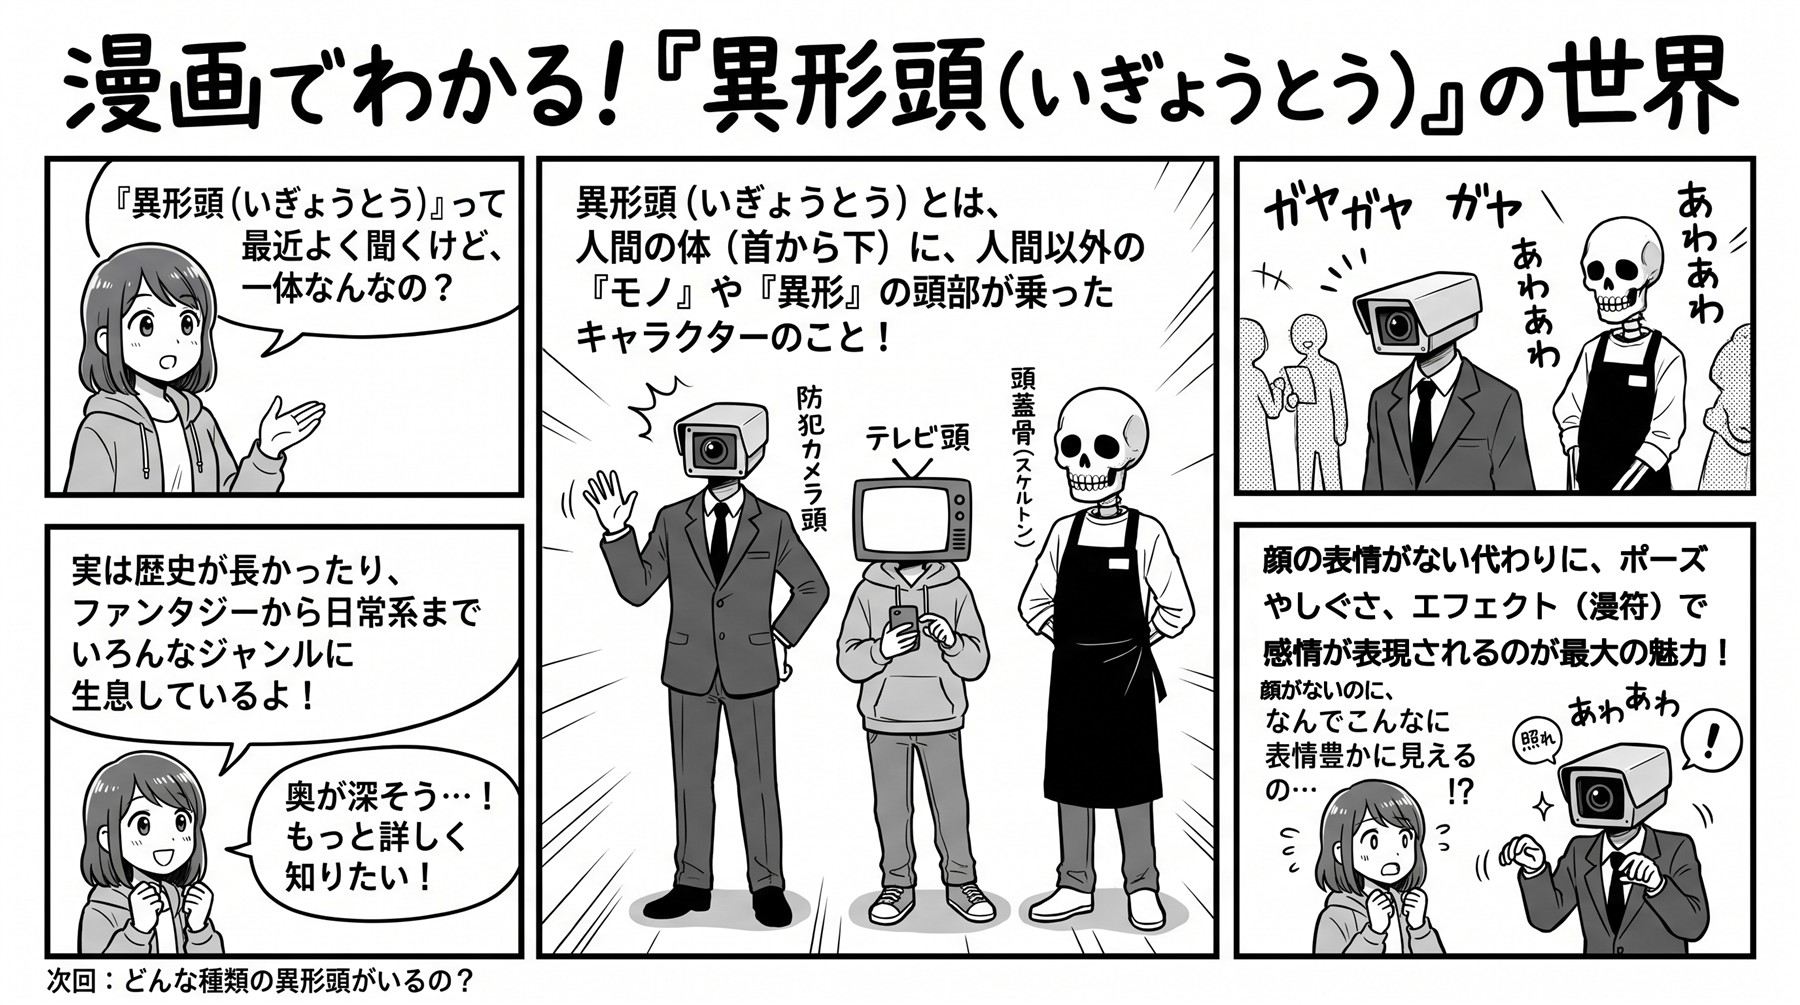 漫画でわかる！『異形頭（いぎょうとう）』の世界
『異形頭（いぎょうとう）』って
最近よく聞くけど、
一体なんなの？
実は歴史が長かったり、
ファンタジーから日常系まで
いろんなジャンルに
生息しているよ！
奥が深そう…！
もっと詳しく
知りたい！
異形頭（いぎょうとう）とは、
人間の体（首から下）に、人間以外の
『モノ』や『異形』の頭部が乗った
キャラクターのこと！
防犯カメラ頭
テレビ頭
頭蓋骨（スケルトン）
ガヤガヤ
ガヤ
あわあわ
あわあわ
顔の表情がない代わりに、ポーズ
やしぐさ、エフェクト（漫符）で
感情が表現されるのが最大の魅力！
顔がないのに、
なんでこんなに
表情豊かに見える
の…!?
照れ
あわあわ
！
次回：どんな種類の異形頭がいるの？